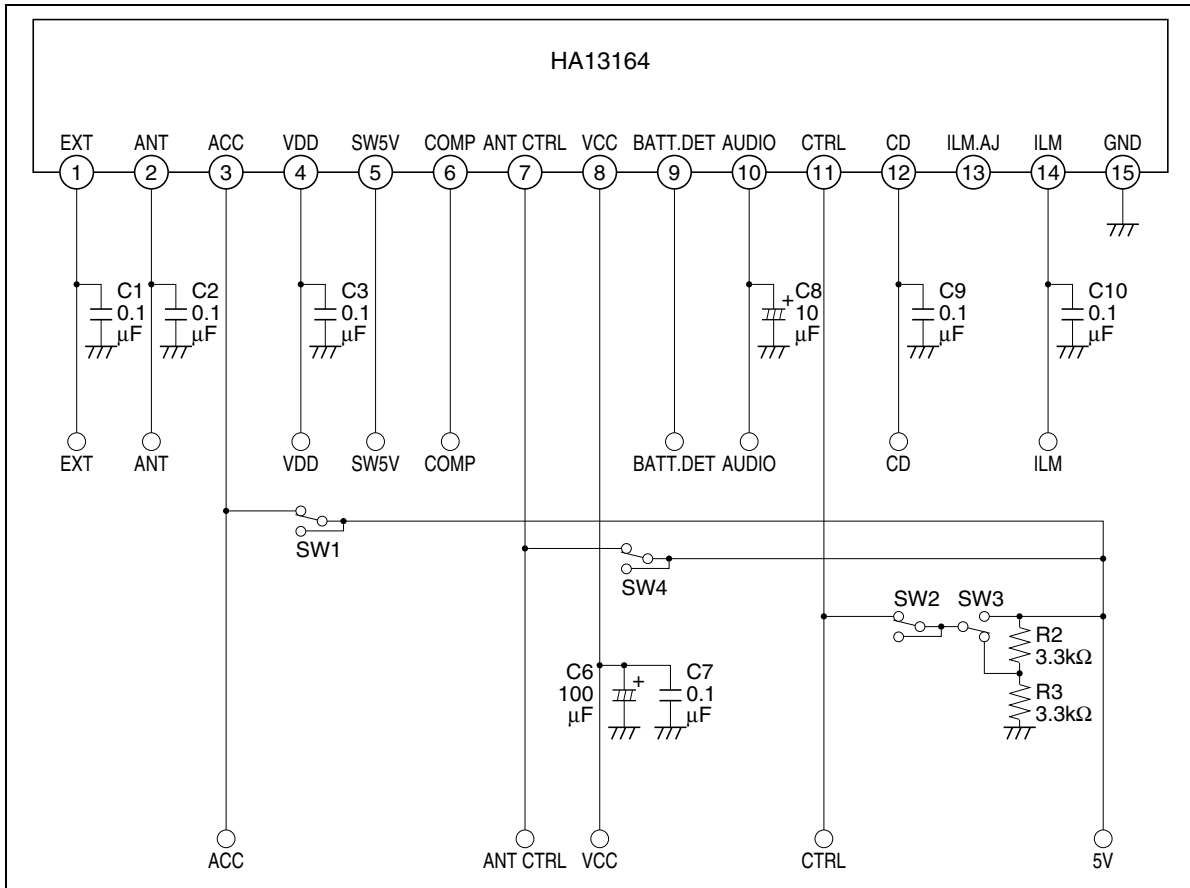 HA13164
EXT ANT ACC VDD SW5V COMP ANT CTRL VCC BATT.DET AUDIO CTRL CD ILM.AJ ILM GND
1 2 3 4 5 6 7 8 9 10 11 12 13 14 15
C1 C2 C3 C8 C9 C10
0.1 0.1 0.1 + 10 0.1 0.1
μF μF μF μF μF μF
EXT ANT VDD SW5V COMP BATT.DET AUDIO CD ILM
SW1
SW4
SW2 SW3
R2
3.3kΩ
C6 + C7
100 0.1
μF μF
R3
3.3kΩ
ACC ANT CTRL VCC CTRL 5V